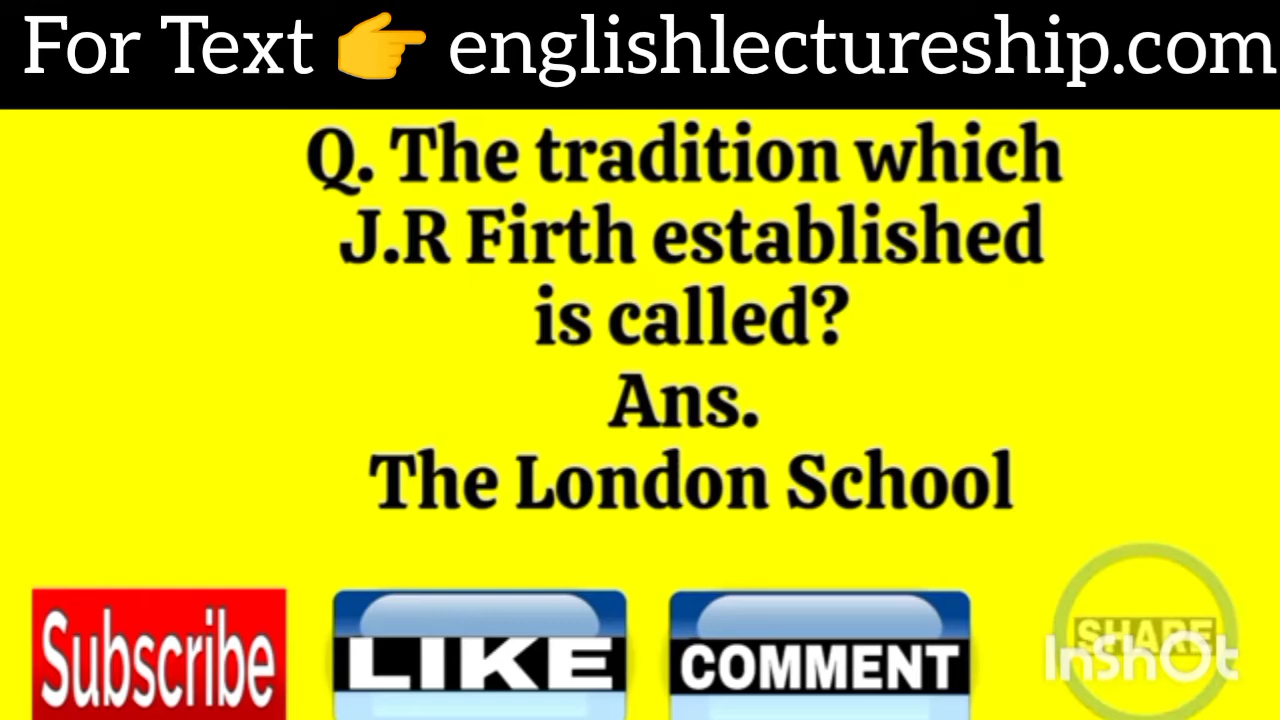 For Text 👉 englishlectureship.com
Q. The tradition which
J.R Firth established
is called?
Ans.
The London School
Subscribe
LIKE
COMMENT
SHARE
InShOt